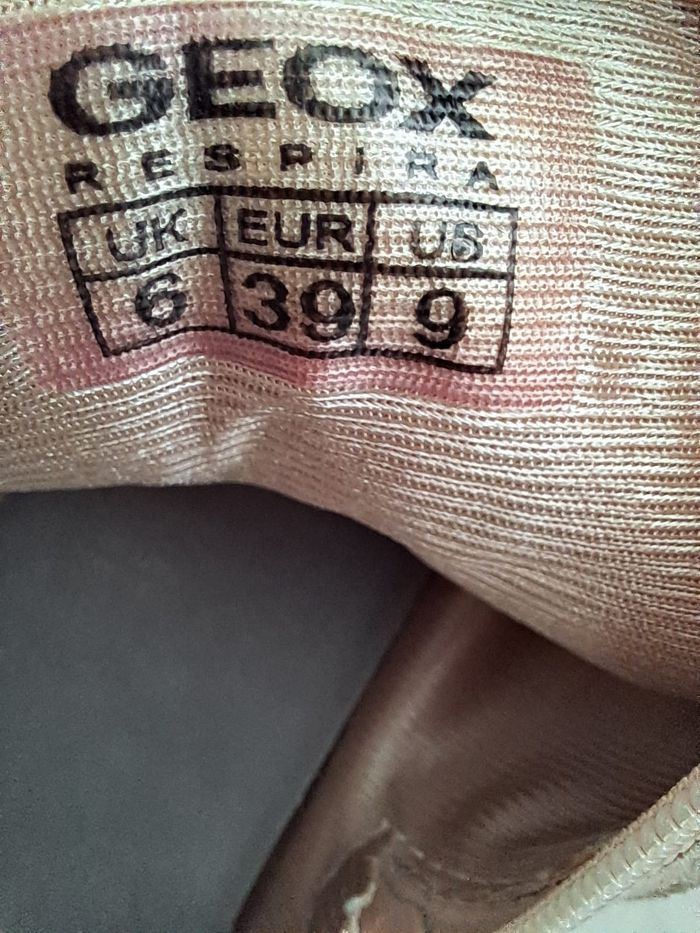 GEOX
RESPIRA
UK EUR US
6 39 9